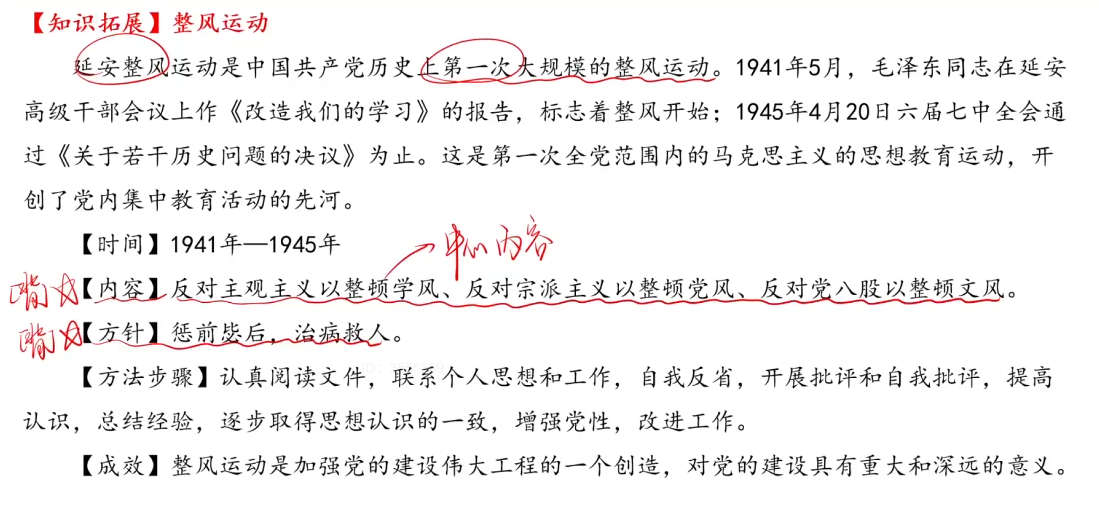 【知识拓展】整风运动
延安整风运动是中国共产党历史上第一次大规模的整风运动。1941年5月，毛泽东同志在延安
高级干部会议上作《改造我们的学习》的报告，标志着整风开始；1945年4月20日六届七中全会通
过《关于若干历史问题的决议》为止。这是第一次全党范围内的马克思主义的思想教育运动，开
创了党内集中教育活动的先河。
【时间】1941年—1945年
中心内容
背
【内容】反对主观主义以整顿学风、反对宗派主义以整顿党风、反对党八股以整顿文风。
背
【方针】惩前毖后，治病救人。
【方法步骤】认真阅读文件，联系个人思想和工作，自我反省，开展批评和自我批评，提高
认识，总结经验，逐步取得思想认识的一致，增强党性，改进工作。
【成效】整风运动是加强党的建设伟大工程的一个创造，对党的建设具有重大和深远的意义。